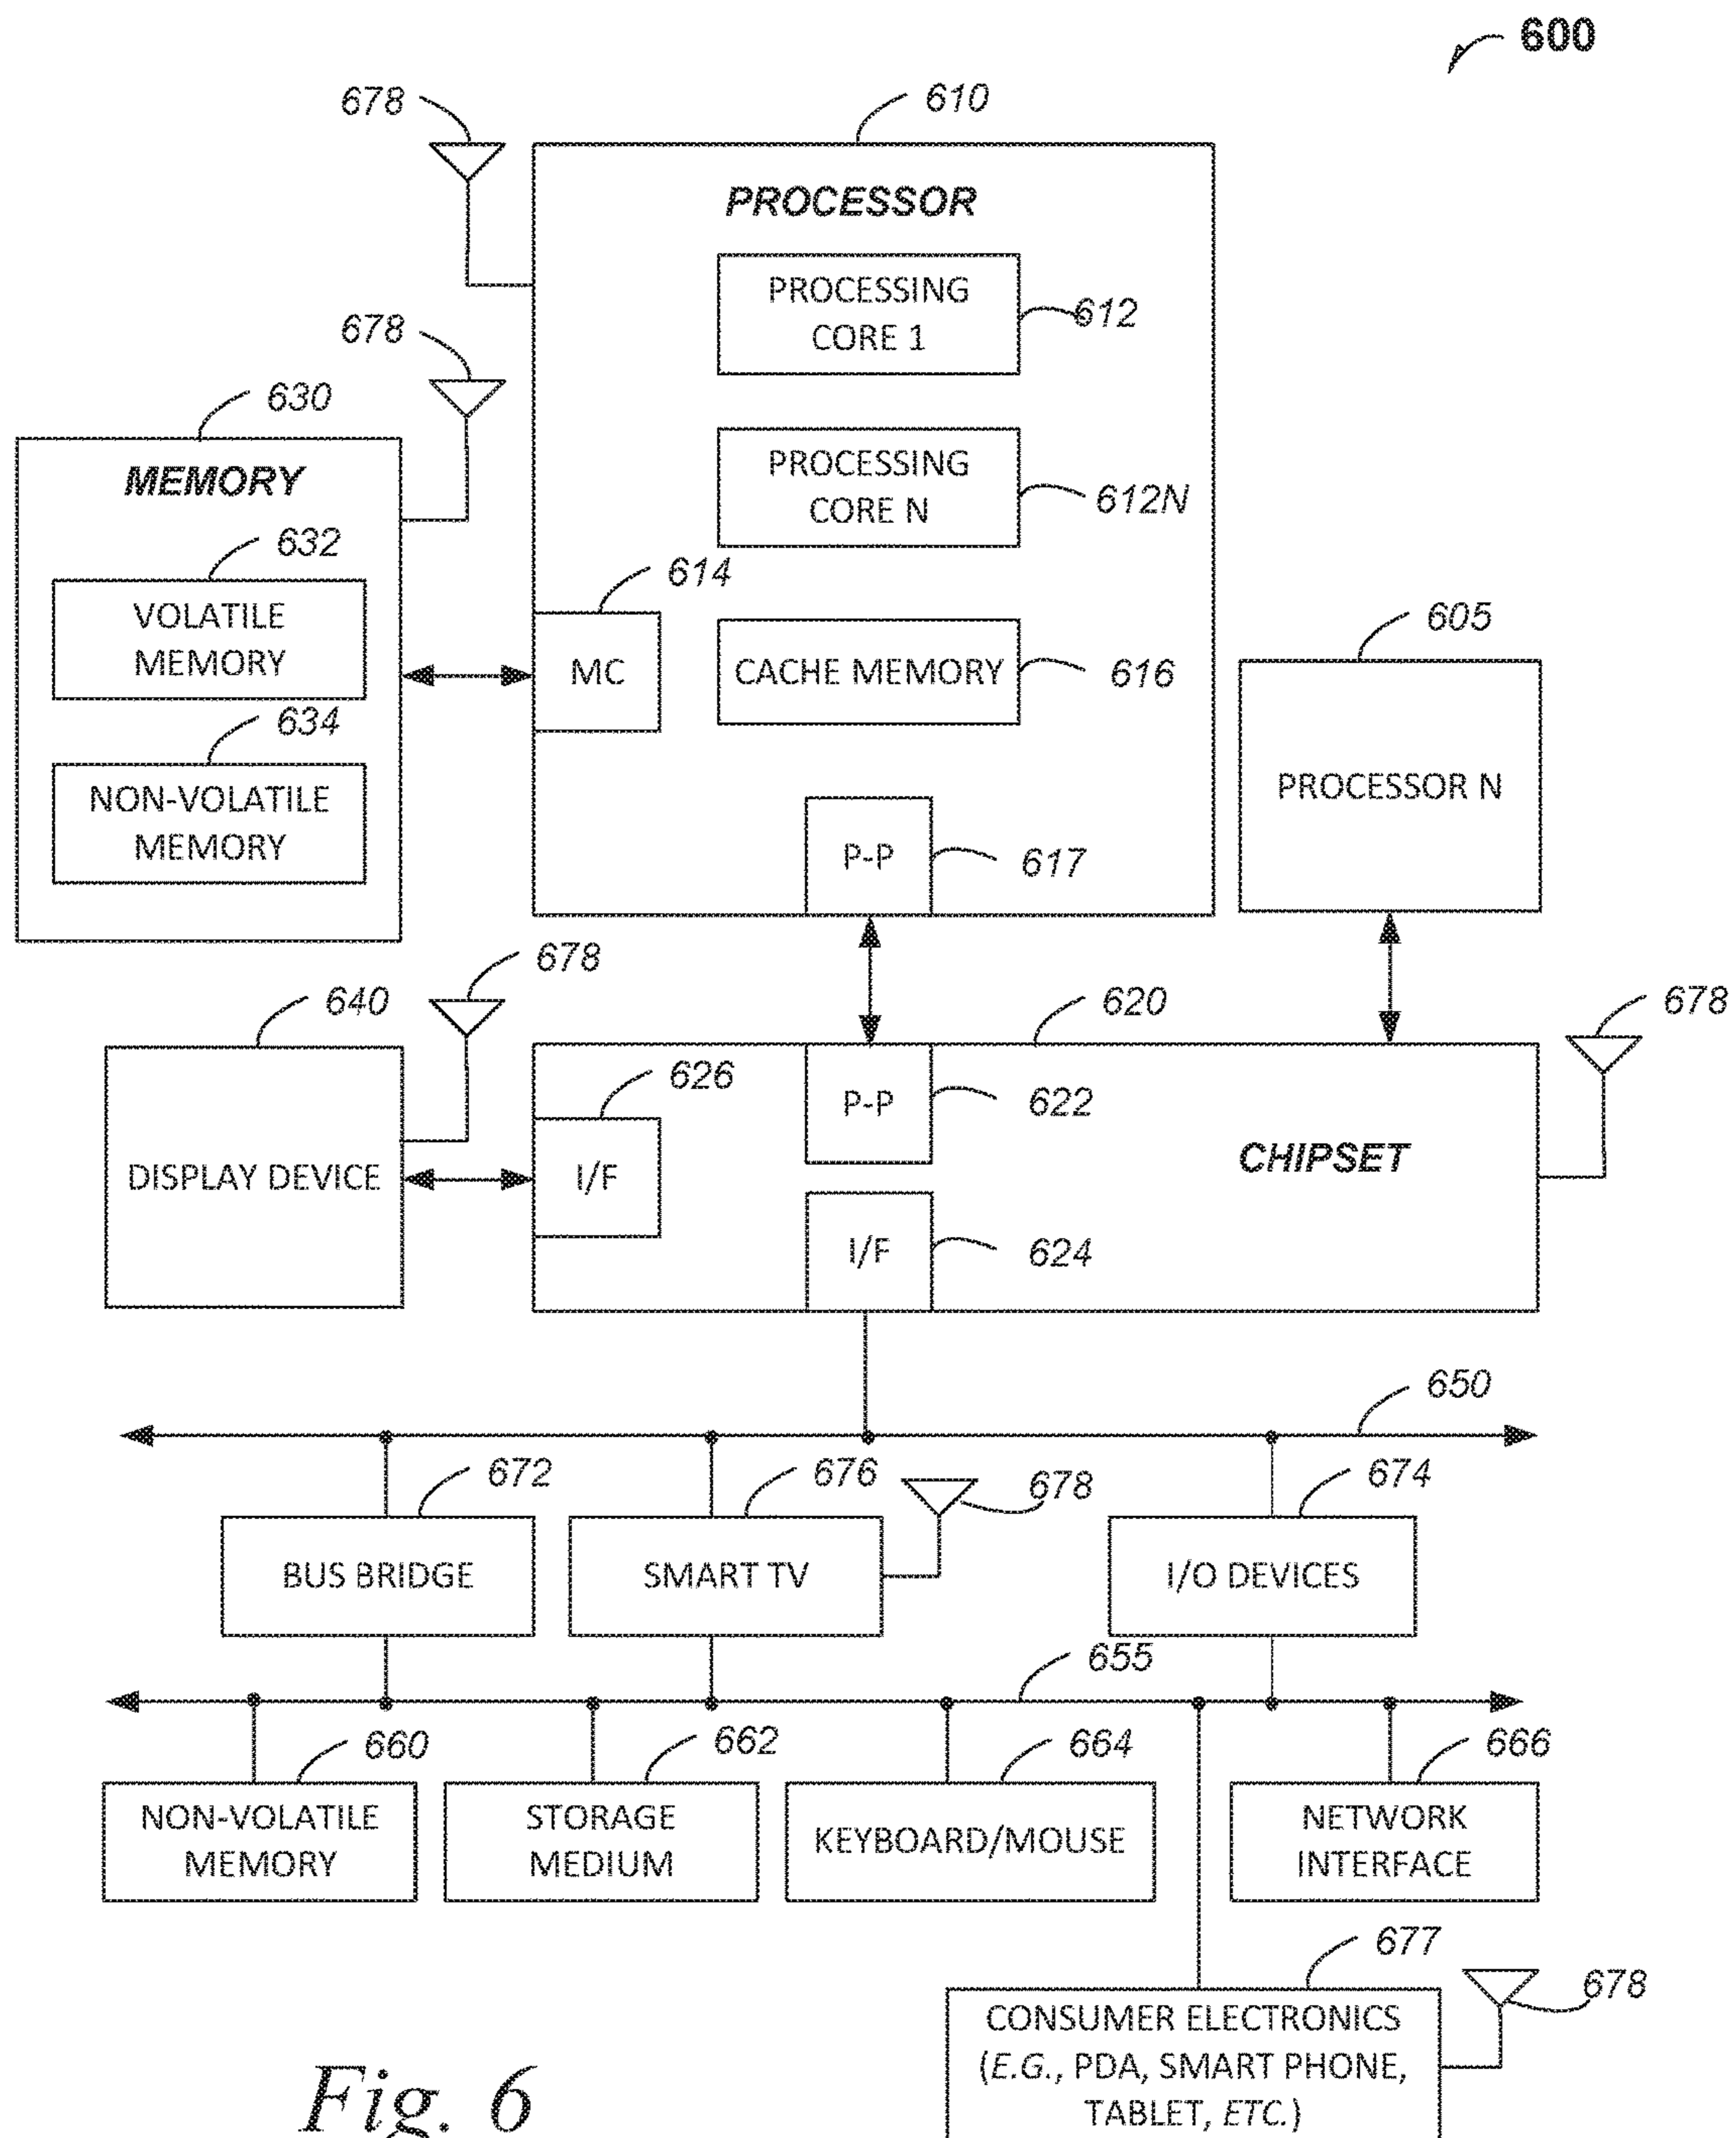 600
678
610
PROCESSOR
PROCESSING
CORE 1
612
678
630
MEMORY
PROCESSING
CORE N
612N
632
VOLATILE
MEMORY
614
MC
CACHE MEMORY
616
605
PROCESSOR N
634
NON-VOLATILE
MEMORY
P-P
617
678
640
DISPLAY DEVICE
620
678
626
I/F
P-P
622
CHIPSET
I/F
624
650
672
BUS BRIDGE
676
SMART TV
678
674
I/O DEVICES
655
660
NON-VOLATILE
MEMORY
662
STORAGE
MEDIUM
664
KEYBOARD/MOUSE
666
NETWORK
INTERFACE
677
CONSUMER ELECTRONICS
(E.G., PDA, SMART PHONE,
TABLET, ETC.)
678
Fig. 6